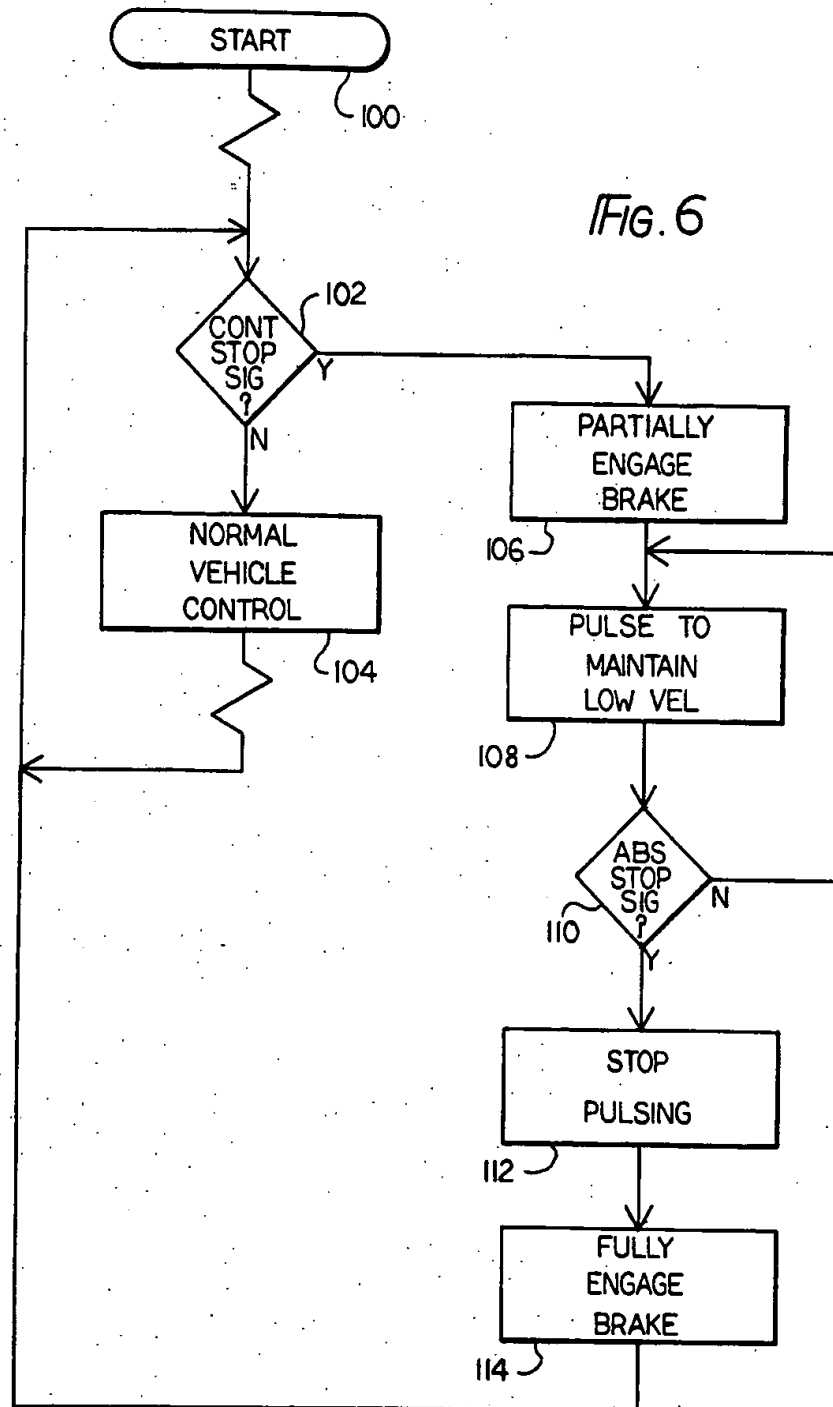 START
100
FIG. 6
102
CONT
STOP
SIG
?
Y
N
PARTIALLY
ENGAGE
BRAKE
106
NORMAL
VEHICLE
CONTROL
104
PULSE TO
MAINTAIN
LOW VEL
108
ABS
STOP
SIG
?
110
N
Y
STOP
PULSING
112
FULLY
ENGAGE
BRAKE
114